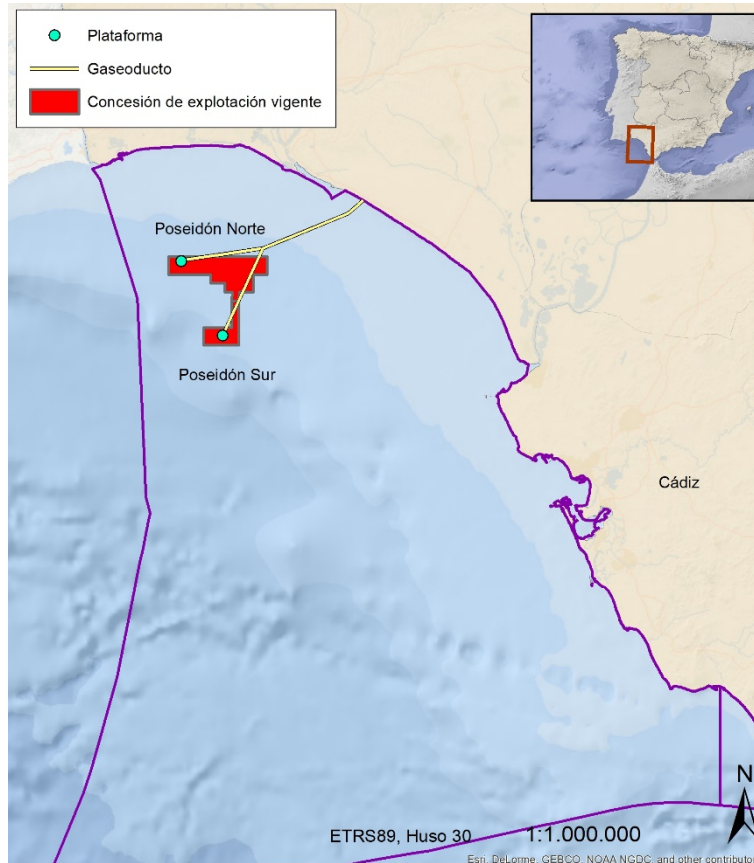 Plataforma
Gaseoducto
Concesión de explotación vigente
Poseidón Norte
Poseidón Sur
Cádiz
N
ETRS89, Huso 30 1:1.000.000
Esri, DeLorme, GEBCO, NOAA NGDC, and other contributo